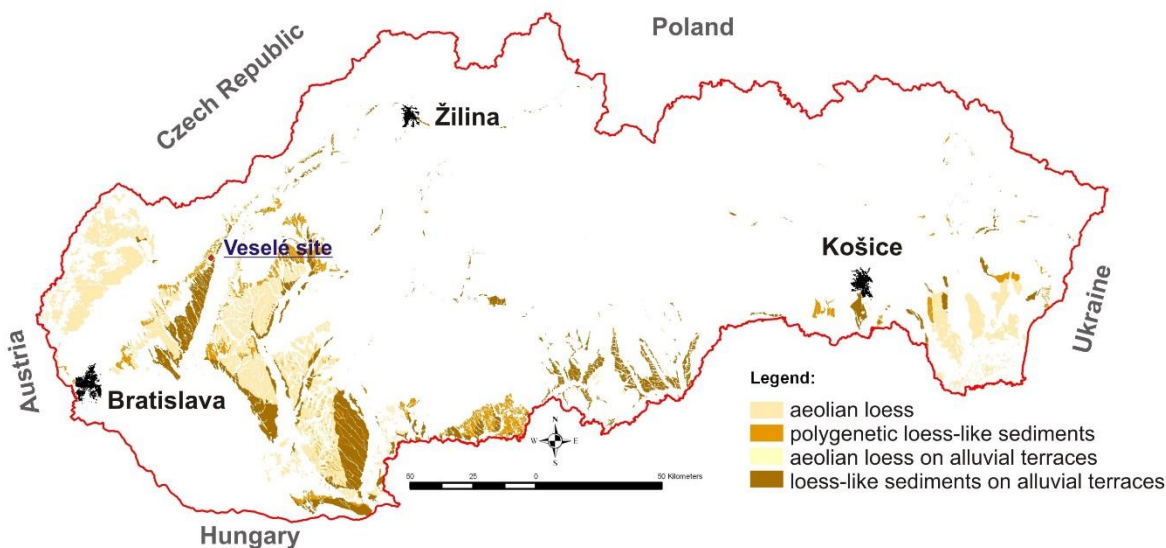 Poland
Czech Republic
Žilina
Veselé site
Košice
Ukraine
Austria
Bratislava
Hungary
N
W E
S
50 25 0 50 Kilometers
Legend:
aeolian loess
polygenetic loess-like sediments
aeolian loess on alluvial terraces
loess-like sediments on alluvial terraces